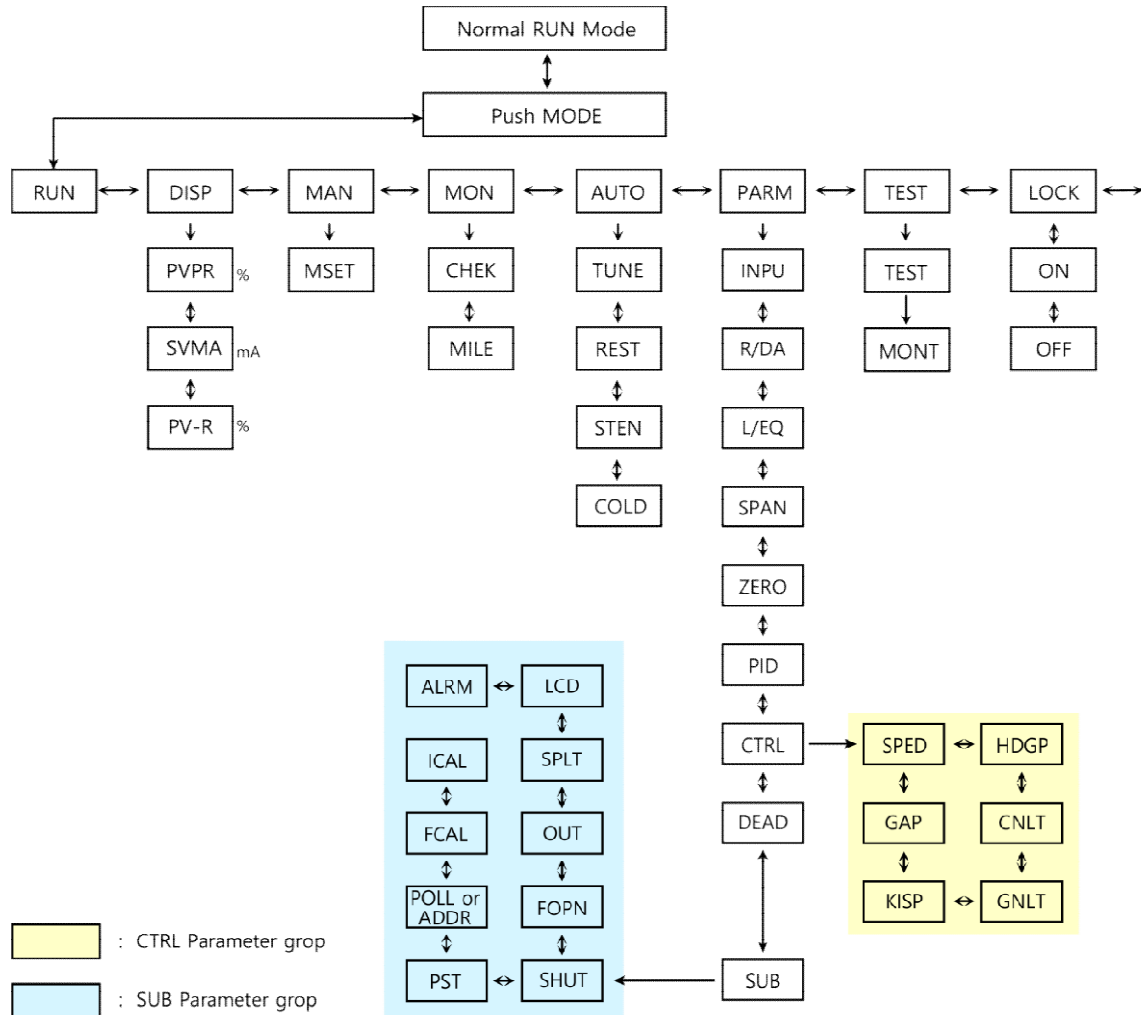 Normal RUN Mode
Push MODE
RUN DISP MAN MON AUTO PARM TEST LOCK
PVPR % MSET CHEK TUNE INPU TEST ON
SVMA mA MILE REST R/DA MONT OFF
PV-R % STEN L/EQ
COLD SPAN
ZERO
PID
ALRM LCD
CTRL SPED HDGP
ICAL SPLT
DEAD GAP CNLT
FCAL OUT
POLL or
ADDR
FOPN
KISP GNLT
: CTRL Parameter grop
PST SHUT SUB
: SUB Parameter grop